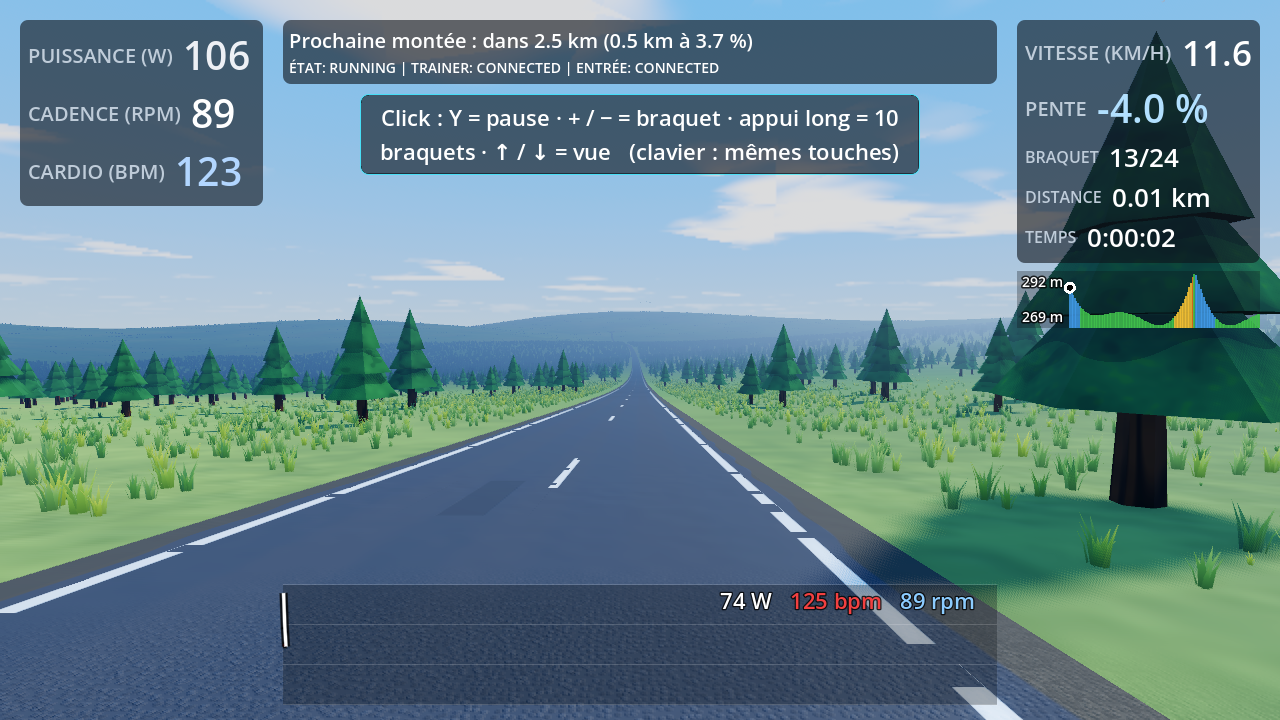 PUISSANCE (W) 106
CADENCE (RPM) 89
CARDIO (BPM) 123
Prochaine montée : dans 2.5 km (0.5 km à 3.7 %)
ÉTAT: RUNNING | TRAINER: CONNECTED | ENTRÉE: CONNECTED
Click : Y = pause · + / − = braquet · appui long = 10
braquets · ↑ / ↓ = vue (clavier : mêmes touches)
VITESSE (KM/H) 11.6
PENTE -4.0 %
BRAQUET 13/24
DISTANCE 0.01 km
TEMPS 0:00:02
292 m
269 m
74 W 125 bpm 89 rpm